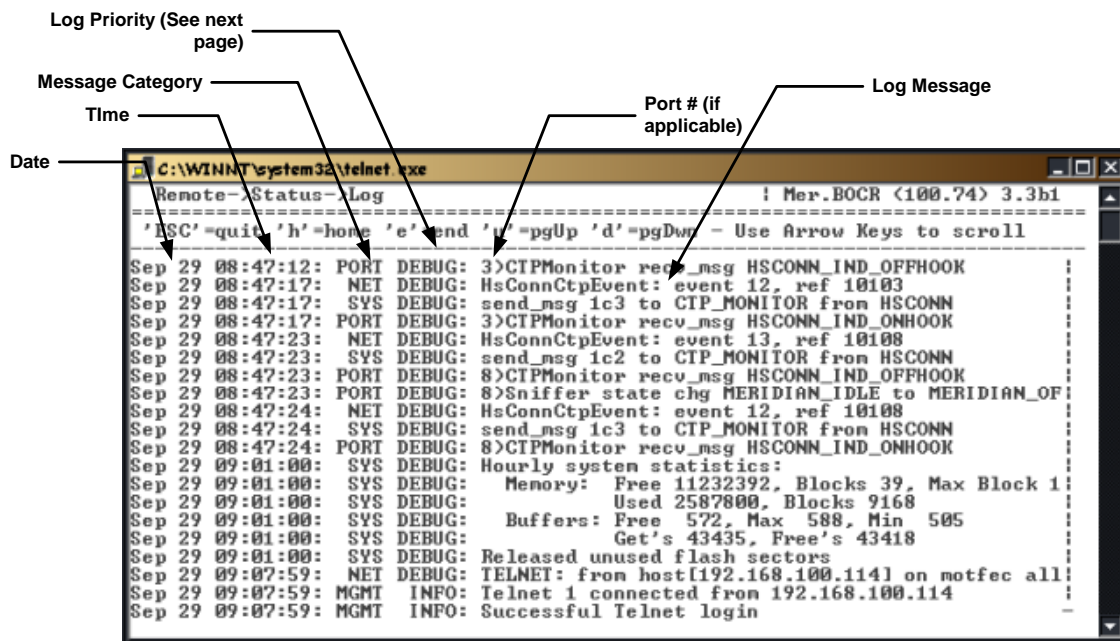 Log Priority (See next
page)
Message Category
TIme
Date
Port # (if
applicable)
Log Message
C:\WINNT\system32\telnet.exe
Remote->Status->Log ¦ Mer.BOCR (100.74) 3.3b1
================================================================================
'ESC'=quit 'h'=home 'e'=end 'u'=pgUp 'd'=pgDwn - Use Arrow Keys to scroll
--------------------------------------------------------------------------------
Sep 29 08:47:12: PORT DEBUG: 3)CTPMonitor recv_msg HSCONN_IND_OFFHOOK ¦
Sep 29 08:47:17: NET DEBUG: HsConnCtpEvent: event 12, ref 10103 ¦
Sep 29 08:47:17: SYS DEBUG: send_msg 1c3 to CTP_MONITOR from HSCONN ¦
Sep 29 08:47:17: PORT DEBUG: 3)CTPMonitor recv_msg HSCONN_IND_ONHOOK ¦
Sep 29 08:47:23: NET DEBUG: HsConnCtpEvent: event 13, ref 10108 ¦
Sep 29 08:47:23: SYS DEBUG: send_msg 1c2 to CTP_MONITOR from HSCONN ¦
Sep 29 08:47:23: PORT DEBUG: 8)CTPMonitor recv_msg HSCONN_IND_OFFHOOK ¦
Sep 29 08:47:23: PORT DEBUG: 8)Sniffer state chg MERIDIAN_IDLE to MERIDIAN_OF¦
Sep 29 08:47:24: NET DEBUG: HsConnCtpEvent: event 12, ref 10108 ¦
Sep 29 08:47:24: SYS DEBUG: send_msg 1c3 to CTP_MONITOR from HSCONN ¦
Sep 29 08:47:24: PORT DEBUG: 8)CTPMonitor recv_msg HSCONN_IND_ONHOOK ¦
Sep 29 09:01:00: SYS DEBUG: Hourly system statistics: ¦
Sep 29 09:01:00: SYS DEBUG: Memory: Free 11232392, Blocks 39, Max Block 1¦
Sep 29 09:01:00: SYS DEBUG: Used 2587800, Blocks 9168 ¦
Sep 29 09:01:00: SYS DEBUG: Buffers: Free 572, Max 588, Min 505 ¦
Sep 29 09:01:00: SYS DEBUG: Get's 43435, Free's 43418 ¦
Sep 29 09:01:00: SYS DEBUG: Released unused flash sectors ¦
Sep 29 09:07:59: NET DEBUG: TELNET: from host[192.168.100.114] on motfec all¦
Sep 29 09:07:59: MGMT INFO: Telnet 1 connected from 192.168.100.114 ¦
Sep 29 09:07:59: MGMT INFO: Successful Telnet login -